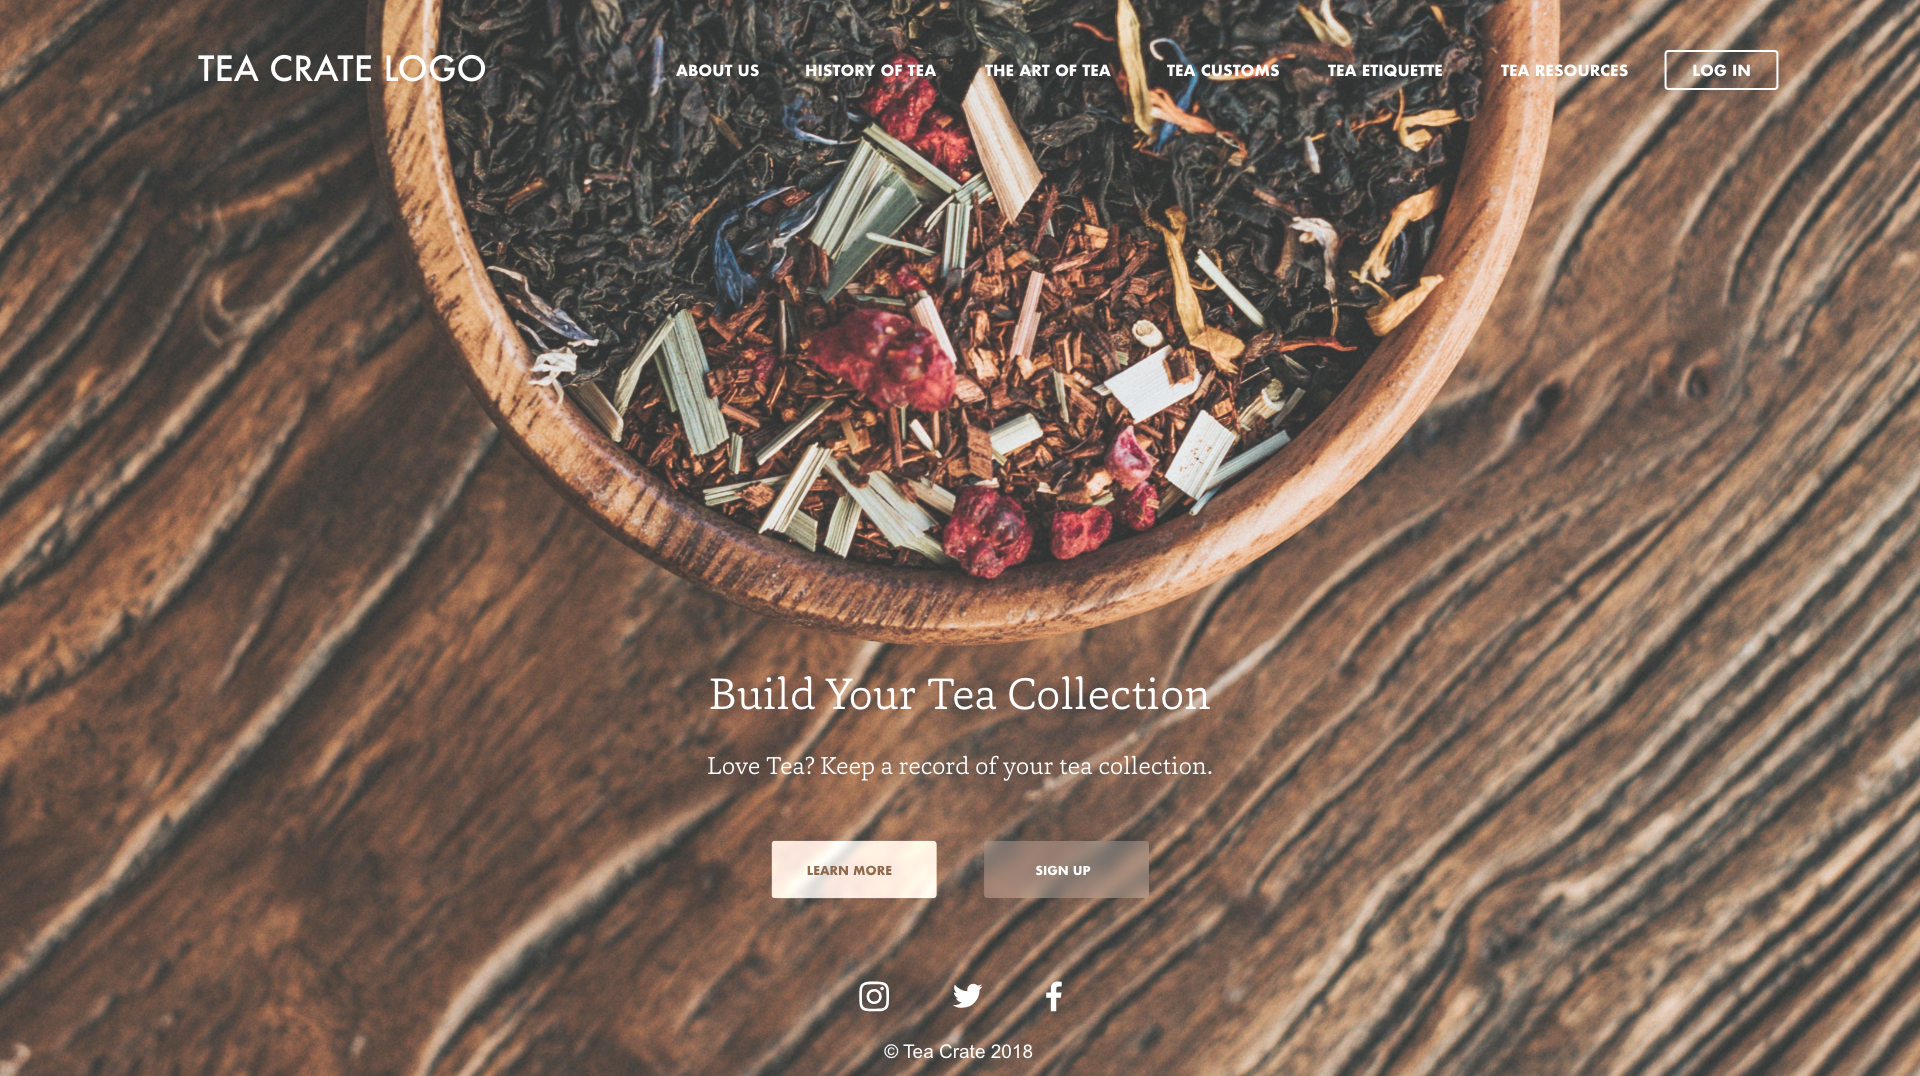 TEA CRATE LOGO
ABOUT US
HISTORY OF TEA
THE ART OF TEA
TEA CUSTOMS
TEA ETIQUETTE
TEA RESOURCES
LOG IN
Build Your Tea Collection
Love Tea? Keep a record of your tea collection.
LEARN MORE
SIGN UP
© Tea Crate 2018